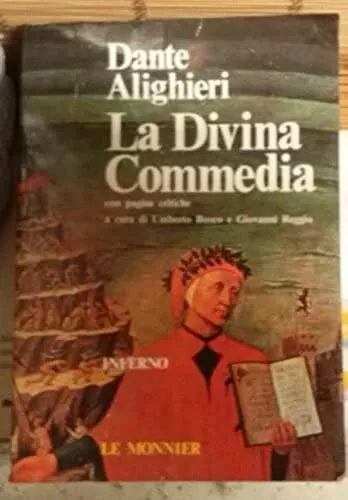 Dante
Alighieri
La Divina
Commedia
con pagine critiche
a cura di Umberto Bosco e Giovanni Reggio
INFERNO
LE MONNIER